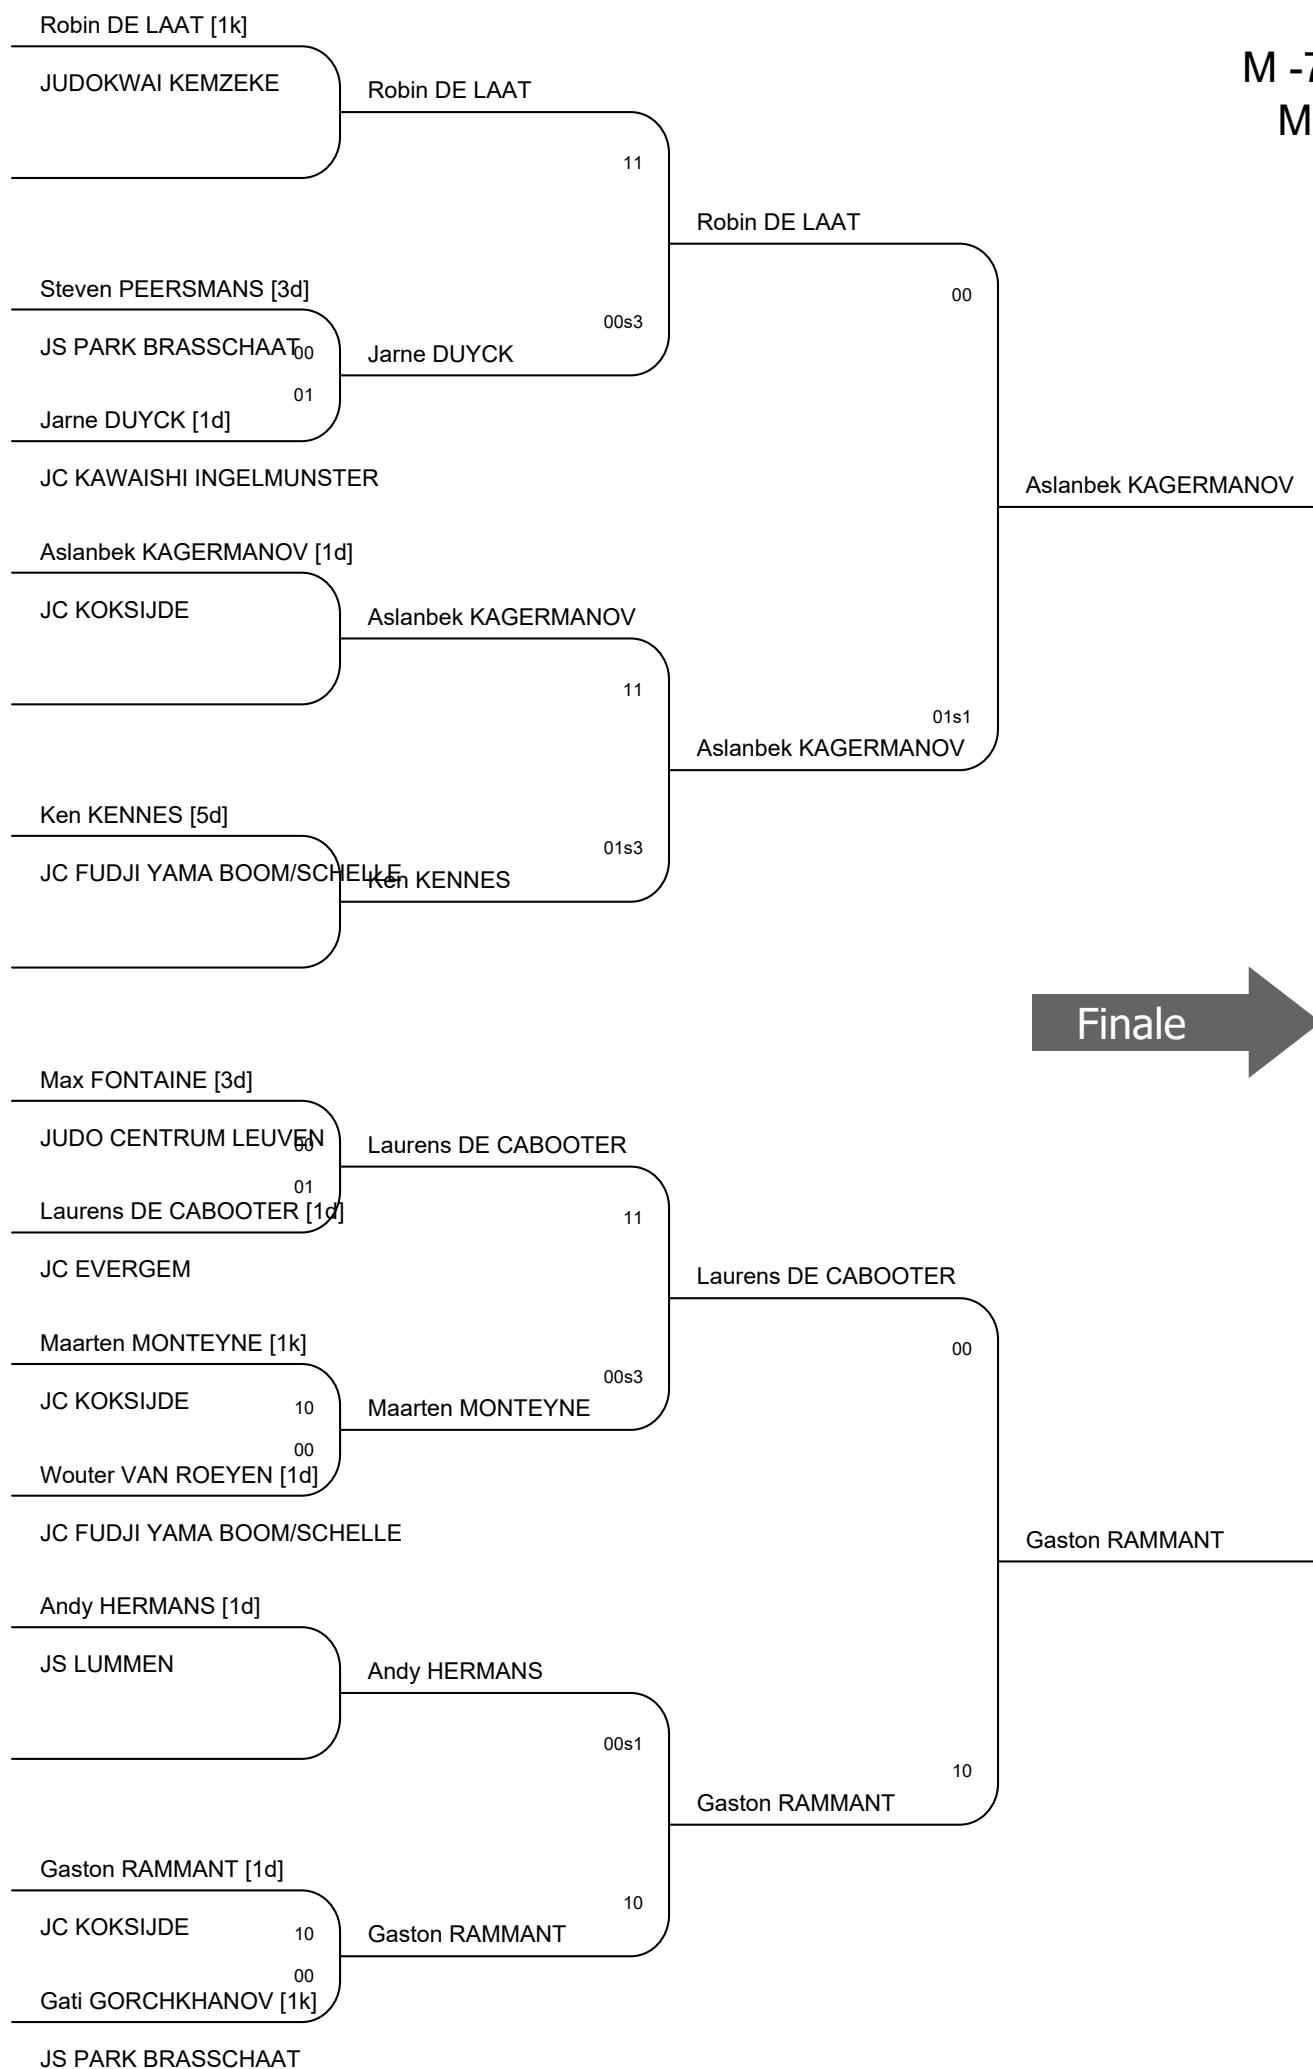 Robin DE LAAT [1k]
M -7
JUDOKWAI KEMZEKE
Robin DE LAAT
M
11
Robin DE LAAT
Steven PEERSMANS [3d]
00
00s3
JS PARK BRASSCHAAT
00
Jarne DUYCK
01
Jarne DUYCK [1d]
JC KAWAISHI INGELMUNSTER
Aslanbek KAGERMANOV
Aslanbek KAGERMANOV [1d]
JC KOKSIJDE
Aslanbek KAGERMANOV
11
01s1
Aslanbek KAGERMANOV
Ken KENNES [5d]
01s3
JC FUDJI YAMA BOOM/SCHELLE
Ken KENNES
Finale
Max FONTAINE [3d]
JUDO CENTRUM LEUVEN
00
Laurens DE CABOOTER
01
Laurens DE CABOOTER [1d]
11
JC EVERGEM
Laurens DE CABOOTER
Maarten MONTEYNE [1k]
00
00s3
JC KOKSIJDE
10
Maarten MONTEYNE
00
Wouter VAN ROEYEN [1d]
JC FUDJI YAMA BOOM/SCHELLE
Gaston RAMMANT
Andy HERMANS [1d]
JS LUMMEN
Andy HERMANS
00s1
10
Gaston RAMMANT
Gaston RAMMANT [1d]
10
JC KOKSIJDE
10
Gaston RAMMANT
00
Gati GORCHKHANOV [1k]
JS PARK BRASSCHAAT